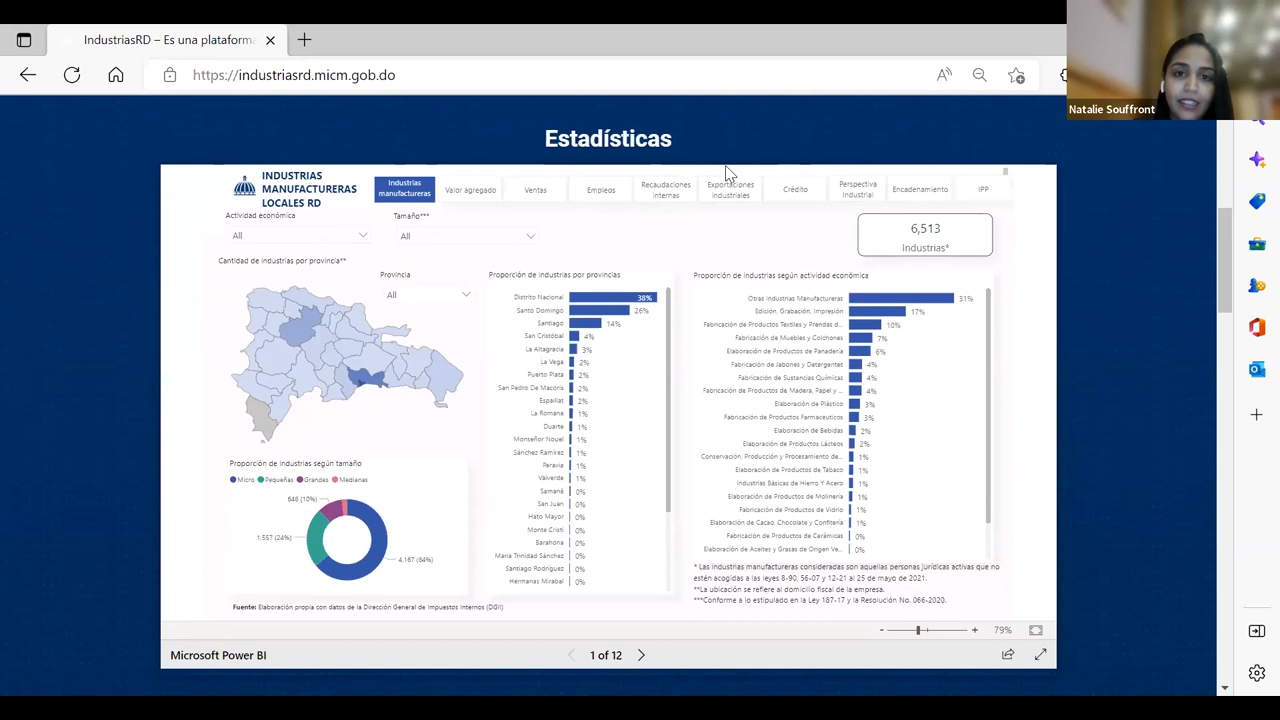 IndustriasRD – Es una plataforma
https://industriasrd.micm.gob.do
Natalie Souffront
Estadísticas
INDUSTRIAS
MANUFACTURERAS
LOCALES RD
Industrias
manufactureras
Valor agregado
Ventas
Empleos
Recaudaciones
internas
Exportaciones
industriales
Crédito
Perspectiva
Industrial
Encadenamiento
IPP
Actividad económica
All
Tamaño***
All
6,513
Industrias*
Cantidad de industrias por provincia**
Provincia
All
Proporción de industrias por provincias
Distrito Nacional 38%
Santo Domingo 26%
Santiago 14%
San Cristóbal 4%
La Altagracia 3%
La Vega 2%
Puerto Plata 2%
San Pedro De Macorís 2%
Espaillat 2%
La Romana 1%
Duarte 1%
Monseñor Nouel 1%
Sánchez Ramírez 1%
Peravia 1%
Valverde 1%
Samaná 0%
San Juan 0%
Hato Mayor 0%
Monte Cristi 0%
Barahona 0%
María Trinidad Sánchez 0%
Santiago Rodríguez 0%
Hermanas Mirabal 0%
Proporción de industrias según actividad económica
Otras Industrias Manufactureras 31%
Edición, Grabación, Impresión 17%
Fabricación de Productos Textiles y Prendas d... 10%
Fabricación de Muebles y Colchones 7%
Elaboración de Productos de Panadería 6%
Fabricación de Jabones y Detergentes 4%
Fabricación de Sustancias Químicas 4%
Fabricación de Productos de Madera, Papel y ... 4%
Elaboración de Plástico 3%
Fabricación de Productos Farmaceuticos 3%
Elaboración de Bebidas 2%
Elaboración de Productos Lácteos 2%
Conservación, Producción y Procesamiento de... 1%
Elaboración de Productos de Tabaco 1%
Industrias Básicas de Hierro Y Acero 1%
Elaboración de Productos de Molinería 1%
Fabricación de Productos de Vidrio 1%
Elaboración de Cacao, Chocolate y Confitería 1%
Fabricación de Productos de Cerámicas 0%
Elaboración de Aceites y Grasas de Origen Ve... 0%
Proporción de industrias según tamaño
Micro Pequeñas Grandes Medianas
648 (10%)
1,557 (24%)
4,167 (64%)
* Las industrias manufactureras consideradas son aquellas personas jurídicas activas que no
estén acogidas a las leyes 8-90, 56-07 y 12-21 al 25 de mayo de 2021.
**La ubicación se refiere al domicilio fiscal de la empresa.
***Conforme a lo estipulado en la Ley 187-17 y la Resolución No. 066-2020.
Fuente: Elaboración propia con datos de la Dirección General de Impuestos Internos (DGII)
- + 79%
Microsoft Power BI
1 of 12